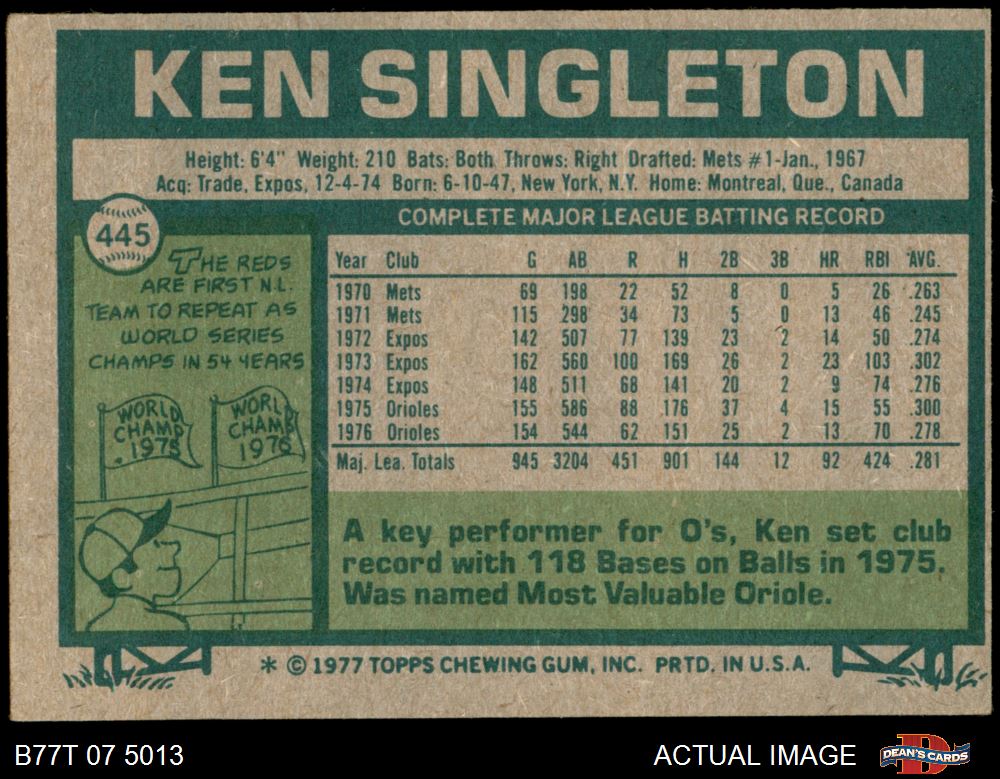 KEN SINGLETON
Height: 6'4" Weight: 210 Bats: Both Throws: Right Drafted: Mets #1-Jan., 1967
Acq: Trade, Expos, 12-4-74 Born: 6-10-47, New York, N.Y. Home: Montreal, Que., Canada
445
THE REDS
ARE FIRST N.L.
TEAM TO REPEAT AS
WORLD SERIES
CHAMPS IN 54 YEARS
WORLD
CHAMP
1975
WORLD
CHAMP
1976
COMPLETE MAJOR LEAGUE BATTING RECORD
Year Club G AB R H 2B 3B HR RBI AVG.
1970 Mets 69 198 22 52 8 0 5 26 .263
1971 Mets 115 298 34 73 5 0 13 46 .245
1972 Expos 142 507 77 139 23 2 14 50 .274
1973 Expos 162 560 100 169 26 2 23 103 .302
1974 Expos 148 511 68 141 20 2 9 74 .276
1975 Orioles 155 586 88 176 37 4 15 55 .300
1976 Orioles 154 544 62 151 25 2 13 70 .278
Maj. Lea. Totals 945 3204 451 901 144 12 92 424 .281
A key performer for O's, Ken set club
record with 118 Bases on Balls in 1975.
Was named Most Valuable Oriole.
* © 1977 TOPPS CHEWING GUM, INC. PRTD. IN U.S.A.
B77T 07 5013
ACTUAL IMAGE
DEAN'S CARDS